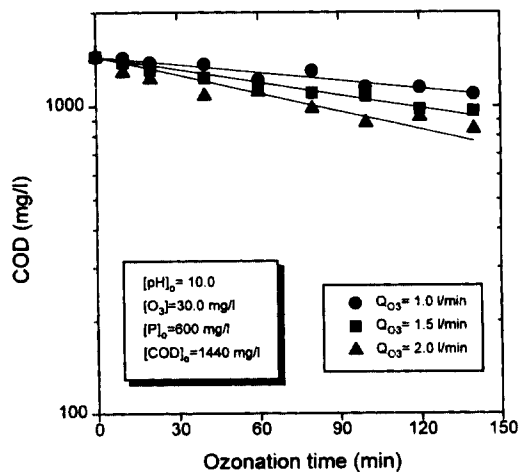 1000
100
COD (mg/l)
[pH]o= 10.0
[O3]=30.0 mg/l
[P]o=600 mg/l
[COD]o=1440 mg/l
QO3= 1.0 l/min
QO3= 1.5 l/min
QO3= 2.0 l/min
0 30 60 90 120 150
Ozonation time (min)